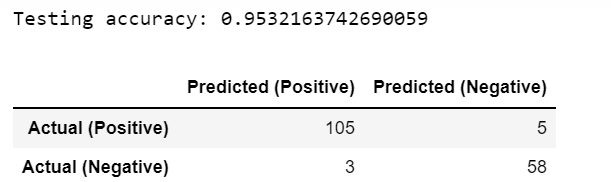 Testing accuracy: 0.9532163742690059
Predicted (Positive) Predicted (Negative)
Actual (Positive) 105 5
Actual (Negative) 3 58